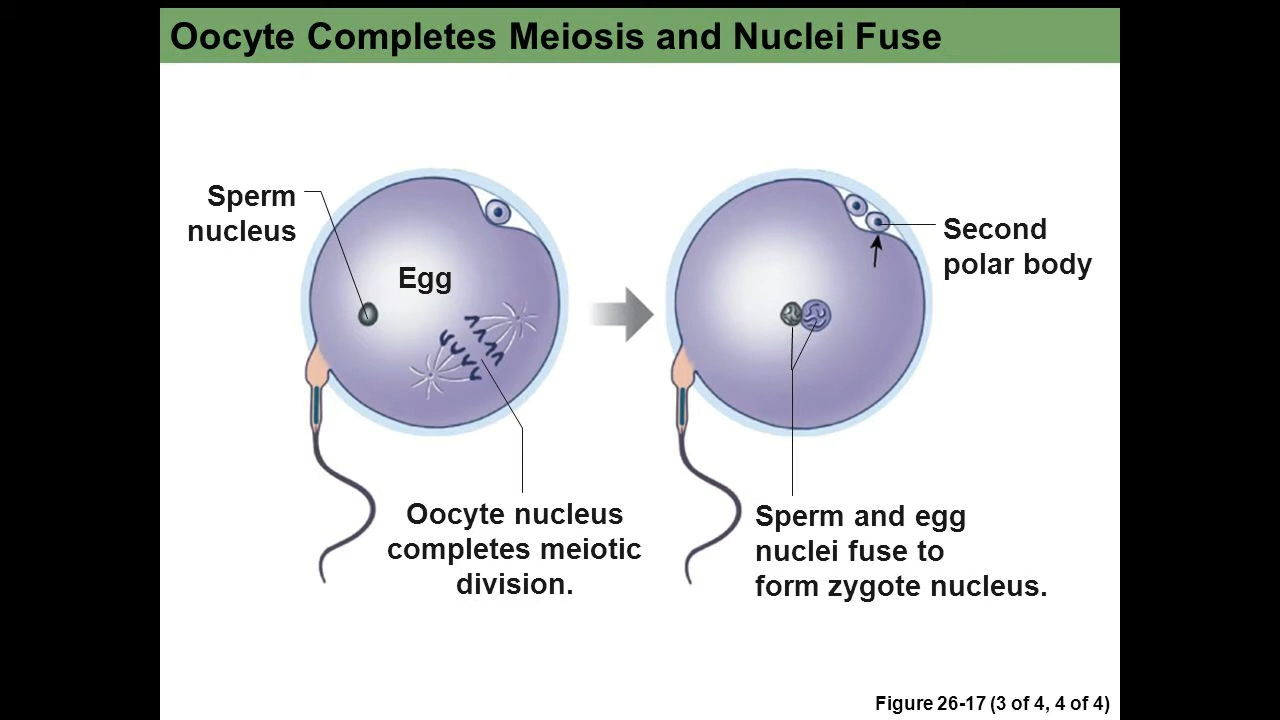 Oocyte Completes Meiosis and Nuclei Fuse
Sperm
nucleus
Egg
Oocyte nucleus
completes meiotic
division.
Second
polar body
Sperm and egg
nuclei fuse to
form zygote nucleus.
Figure 26-17 (3 of 4, 4 of 4)